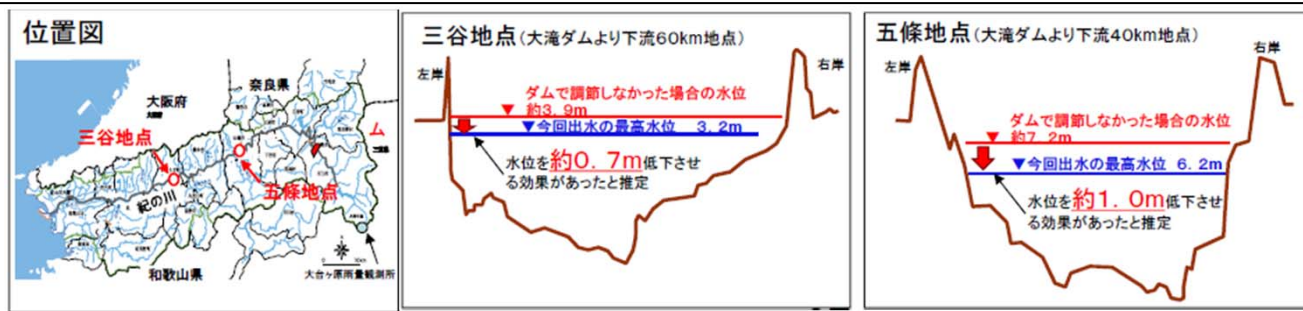 位置図
奈良県
大阪府
ム
三谷地点
五條地点
紀の川
和歌山県
大台ヶ原雨量観測所
三谷地点(大滝ダムより下流60km地点)
左岸
右岸
ダムで調節しなかった場合の水位
▼ 約3.9m
▼今回出水の最高水位 3.2m
水位を約0.7m低下させ
る効果があったと推定
五條地点(大滝ダムより下流40km地点)
左岸
右岸
ダムで調節しなかった場合の水位
▼ 約7.2m
▼今回出水の最高水位 6.2m
水位を約1.0m低下させ
る効果があったと推定